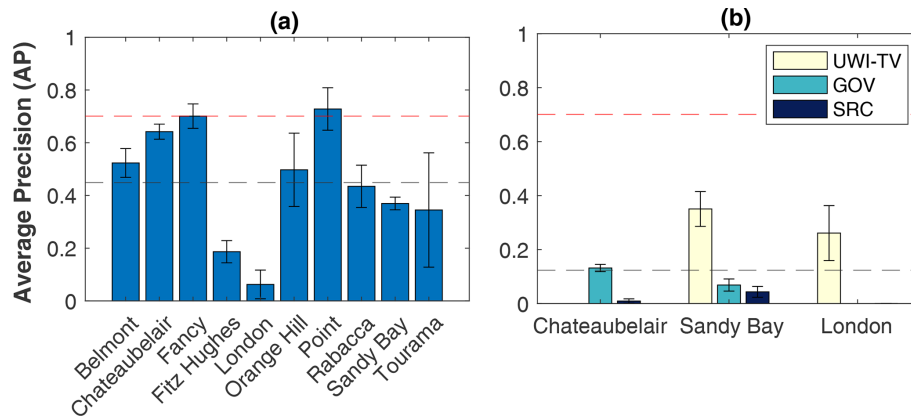 (a)
Average Precision (AP)
1
0.8
0.6
0.4
0.2
0
Belmont
Chateaubelair
Fancy
Fitz Hughes
London
Orange Hill
Point
Rabacca
Sandy Bay
Tourama
(b)
1
0.8
0.6
0.4
0.2
0
UWI-TV
GOV
SRC
Chateaubelair
Sandy Bay
London